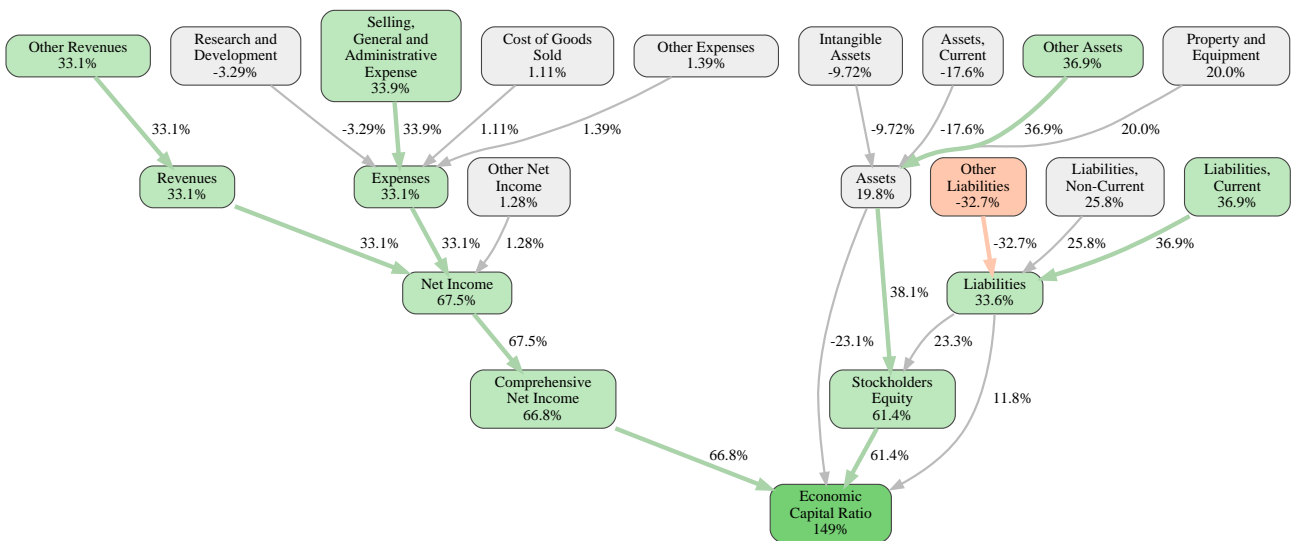 Other Revenues
33.1%
Research and
Development
-3.29%
Selling,
General and
Administrative
Expense
33.9%
Cost of Goods
Sold
1.11%
Other Expenses
1.39%
Intangible
Assets
-9.72%
Assets,
Current
-17.6%
Other Assets
36.9%
Property and
Equipment
20.0%
33.1%
-3.29%
33.9%
1.11%
1.39%
-9.72%
-17.6%
36.9%
20.0%
Revenues
33.1%
Expenses
33.1%
Other Net
Income
1.28%
Assets
19.8%
Other
Liabilities
-32.7%
Liabilities,
Non-Current
25.8%
Liabilities,
Current
36.9%
33.1%
33.1%
1.28%
-32.7%
25.8%
36.9%
Net Income
67.5%
38.1%
Liabilities
33.6%
67.5%
-23.1%
23.3%
Comprehensive
Net Income
66.8%
Stockholders
Equity
61.4%
11.8%
66.8%
61.4%
Economic
Capital Ratio
149%